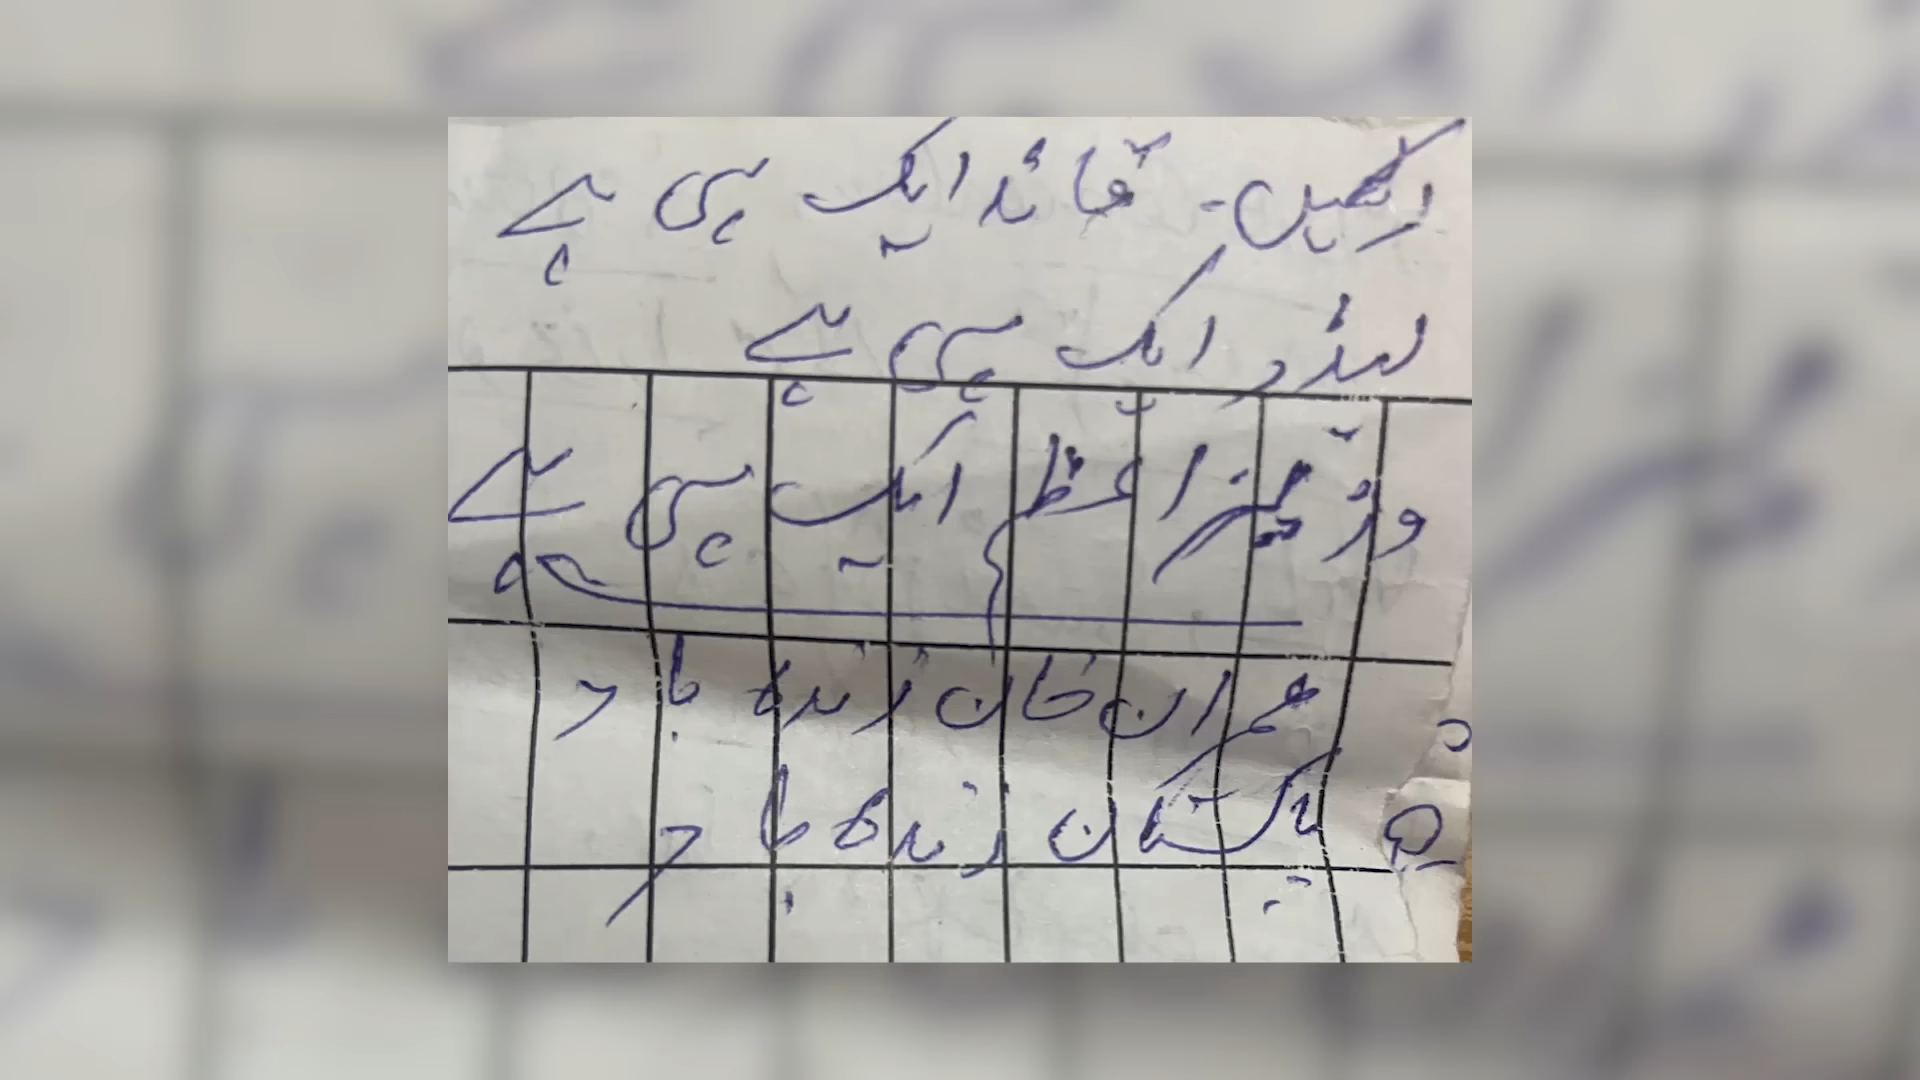 رکھیں۔ قائد ایک ہی ہے
لیڈر ایک ہی ہے
وزیر اعظم ایک ہی ہے
عمران خان زندہ باد
پاکستان زندہ باد